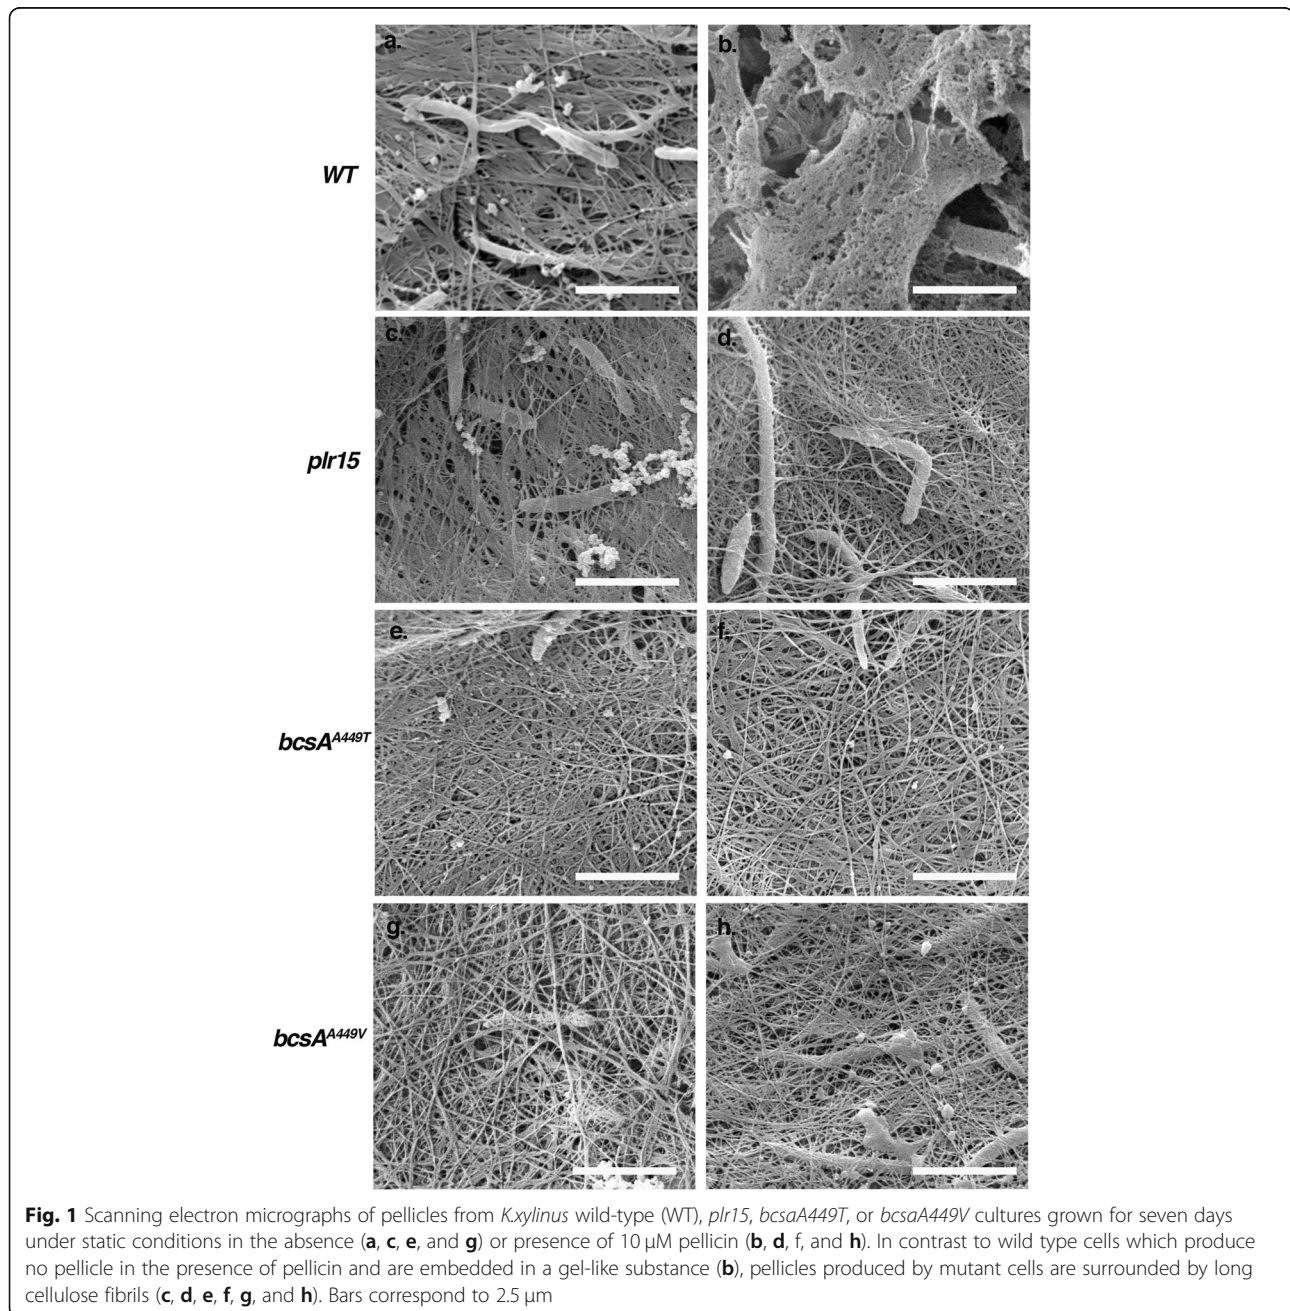 a.
b.
WT
c.
d.
plr15
e.
f.
bcsA^A449T
g.
h.
bcsA^A449V
Fig. 1 Scanning electron micrographs of pellicles from K.xylinus wild-type (WT), plr15, bcsaA449T, or bcsaA449V cultures grown for seven days
under static conditions in the absence (a, c, e, and g) or presence of 10 μM pellicin (b, d, f, and h). In contrast to wild type cells which produce
no pellicle in the presence of pellicin and are embedded in a gel-like substance (b), pellicles produced by mutant cells are surrounded by long
cellulose fibrils (c, d, e, f, g, and h). Bars correspond to 2.5 μm